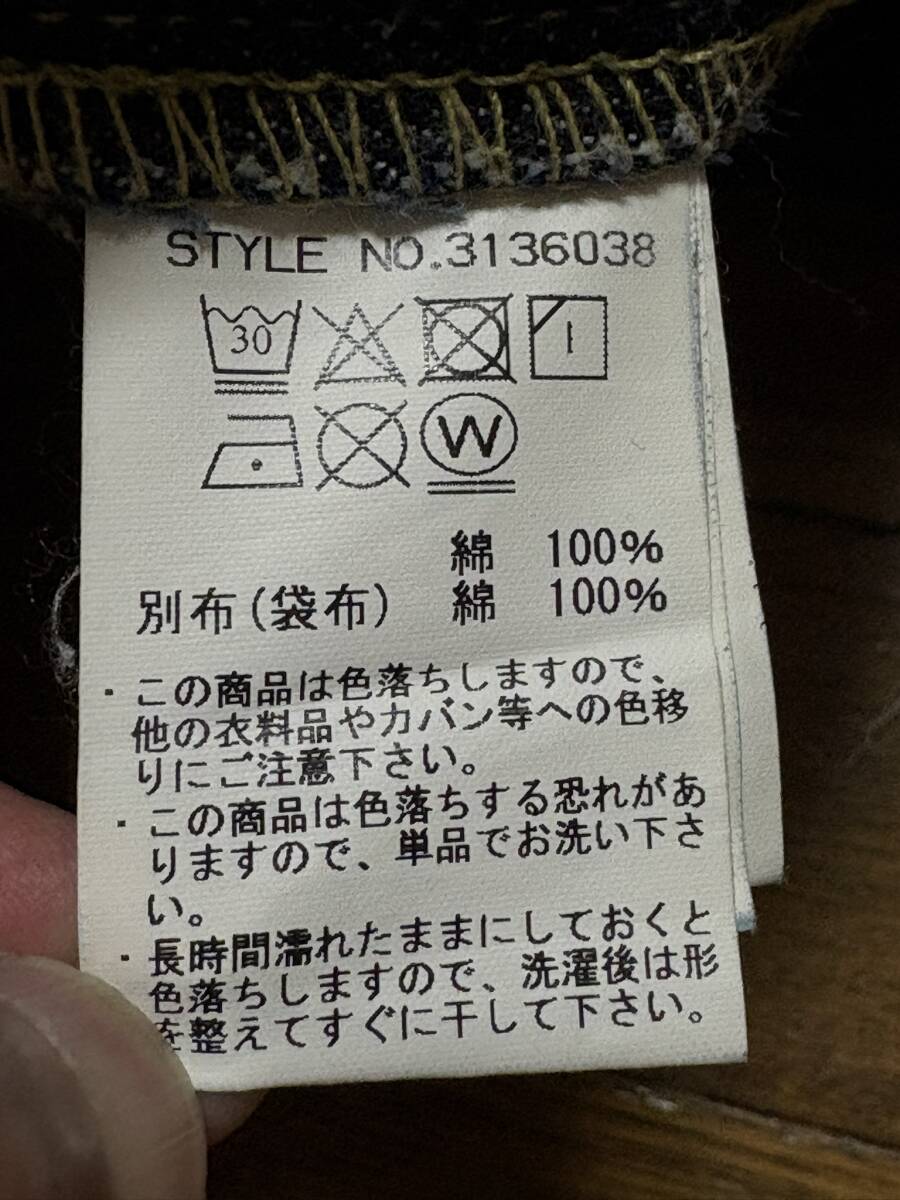 STYLE NO.3136038
30
W
綿 100%
別布(袋布) 綿 100%
・この商品は色落ちしますので、
他の衣料品やカバン等への色移
りにご注意下さい。
・この商品は色落ちする恐れがあ
りますので、単品でお洗い下さ
い。
・長時間濡れたままにしておくと
色落ちしますので、洗濯後は形
を整えてすぐに干して下さい。